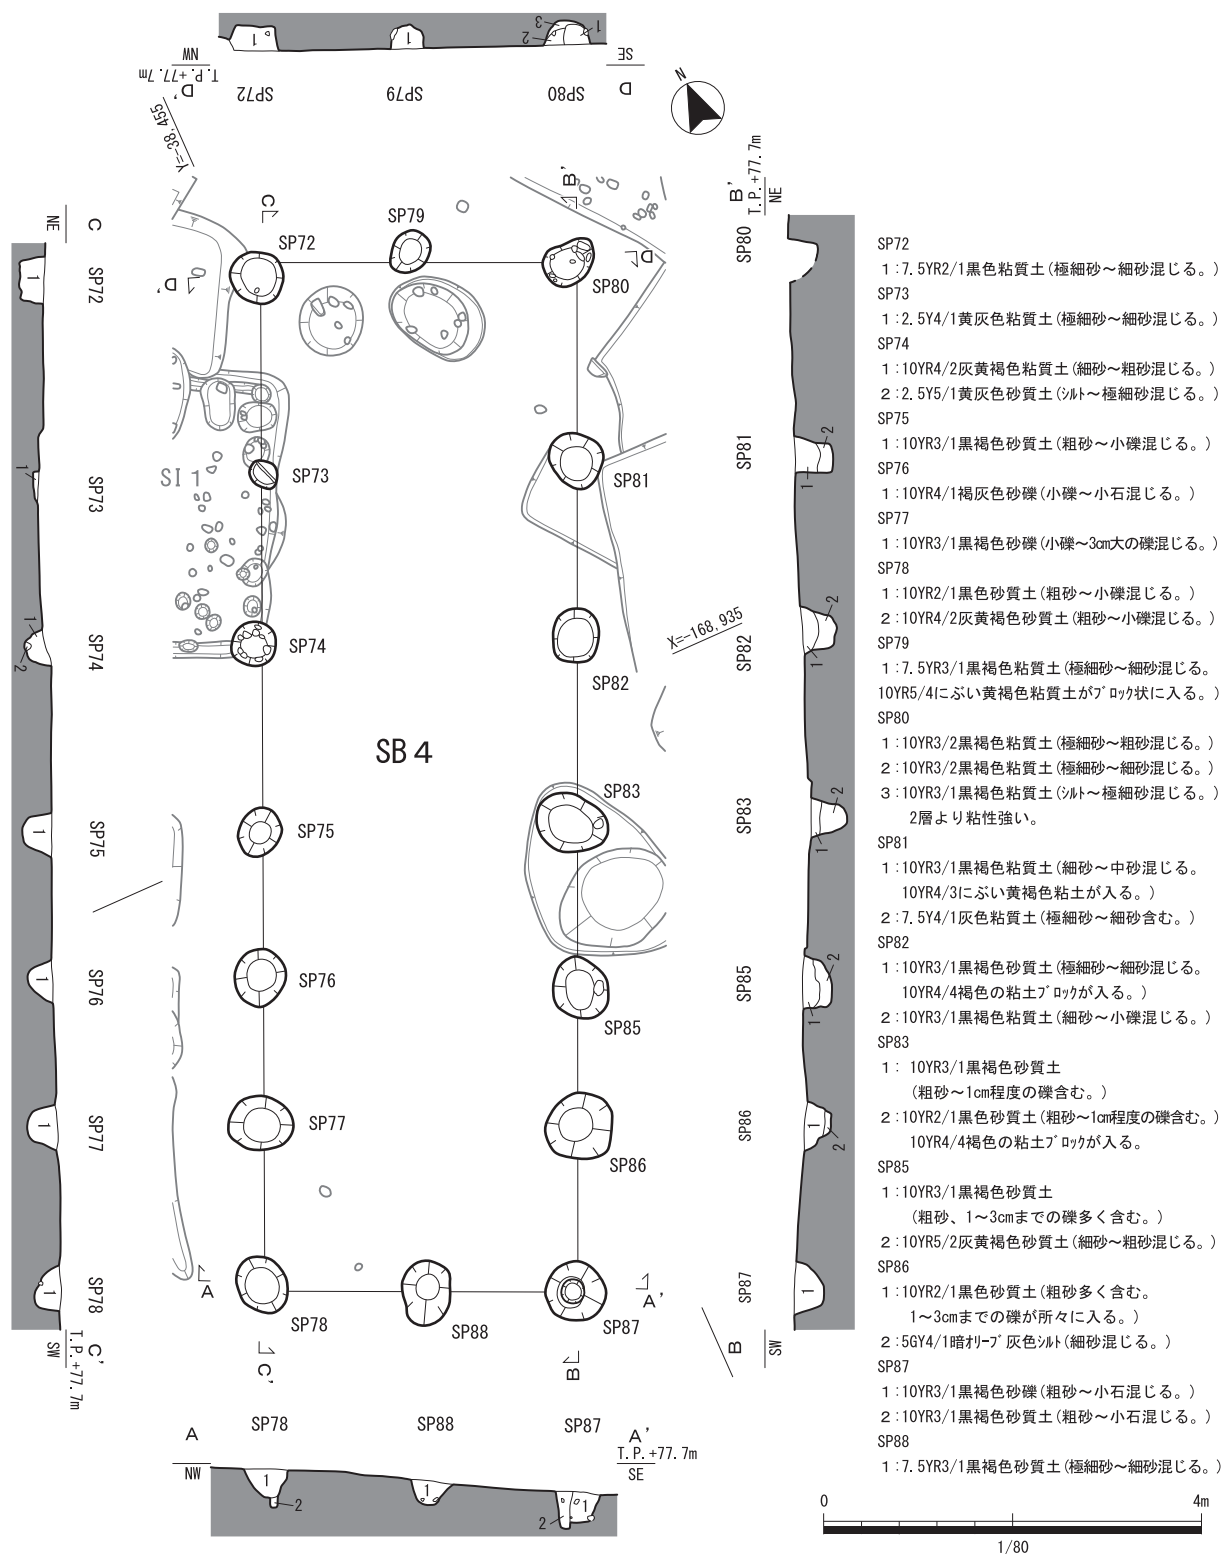 3
1
1
2
1
NW
T.P.+77.7m
SE
D'
SP72
SP79
SP80
D
N
Y=-38,455
B'
T.P.+77.7m
NE
C
NE
C
B'
SP79
SP72
D
D'
SP80
SP80
SP72
1
SP73
SI 1
SP81
SP81
2
1
SP73
1
X=-168,935
SP74
SP82
SP82
2
1
SP74
1
2
SB4
SP83
SP75
SP83
2
1
SP75
1
SP76
SP85
SP85
2
1
SP76
1
SP77
SP86
SP86
1
2
SP77
1
A
A'
SP78
SP88
SP87
SP87
1
SP78
1
C'
T.P.+77.7m
SW
C'
B
B
SW
A
NW
SP78
SP88
SP87
A'
T.P.+77.7m
SE
1
2
1
1
2
SP72
1:7.5YR2/1黒色粘質土(極細砂～細砂混じる。)
SP73
1:2.5Y4/1黄灰色粘質土(極細砂～細砂混じる。)
SP74
1:10YR4/2灰黄褐色粘質土(細砂～粗砂混じる。)
2:2.5Y5/1黄灰色砂質土(ｼﾙﾄ～極細砂混じる。)
SP75
1:10YR3/1黒褐色砂質土(粗砂～小礫混じる。)
SP76
1:10YR4/1褐灰色砂礫(小礫～小石混じる。)
SP77
1:10YR3/1黒褐色砂礫(小礫～3㎝大の礫混じる。)
SP78
1:10YR2/1黒色砂質土(粗砂～小礫混じる。)
2:10YR4/2灰黄褐色砂質土(粗砂～小礫混じる。)
SP79
1:7.5YR3/1黒褐色粘質土(極細砂～細砂混じる。
10YR5/4にぶい黄褐色粘質土がﾌﾞﾛｯｸ状に入る。)
SP80
1:10YR3/2黒褐色粘質土(極細砂～粗砂混じる。)
2:10YR3/2黒褐色粘質土(極細砂～細砂混じる。)
3:10YR3/1黒褐色粘質土(ｼﾙﾄ～極細砂混じる。)
2層より粘性強い。
SP81
1:10YR3/1黒褐色粘質土(細砂～中砂混じる。
10YR4/3にぶい黄褐色粘土が入る。)
2:7.5Y4/1灰色粘質土(極細砂～細砂含む。)
SP82
1:10YR3/1黒褐色砂質土(極細砂～細砂混じる。
10YR4/4褐色の粘土ﾌﾞﾛｯｸが入る。)
2:10YR3/1黒褐色粘質土(細砂～小礫混じる。)
SP83
1: 10YR3/1黒褐色砂質土
(粗砂～1cm程度の礫含む。)
2:10YR2/1黒色砂質土(粗砂～1㎝程度の礫含む。)
10YR4/4褐色の粘土ﾌﾞﾛｯｸが入る。
SP85
1:10YR3/1黒褐色砂質土
(粗砂、1～3cmまでの礫多く含む。)
2:10YR5/2灰黄褐色砂質土(細砂～粗砂混じる。)
SP86
1:10YR2/1黒色砂質土(粗砂多く含む。
1～3cmまでの礫が所々に入る。)
2:5GY4/1暗ｵﾘｰﾌﾞ灰色ｼﾙﾄ(細砂混じる。)
SP87
1:10YR3/1黒褐色砂礫(粗砂～小石混じる。)
2:10YR3/1黒褐色砂質土(粗砂～小石混じる。)
SP88
1:7.5YR3/1黒褐色砂質土(極細砂～細砂混じる。)
0
4m
1/80